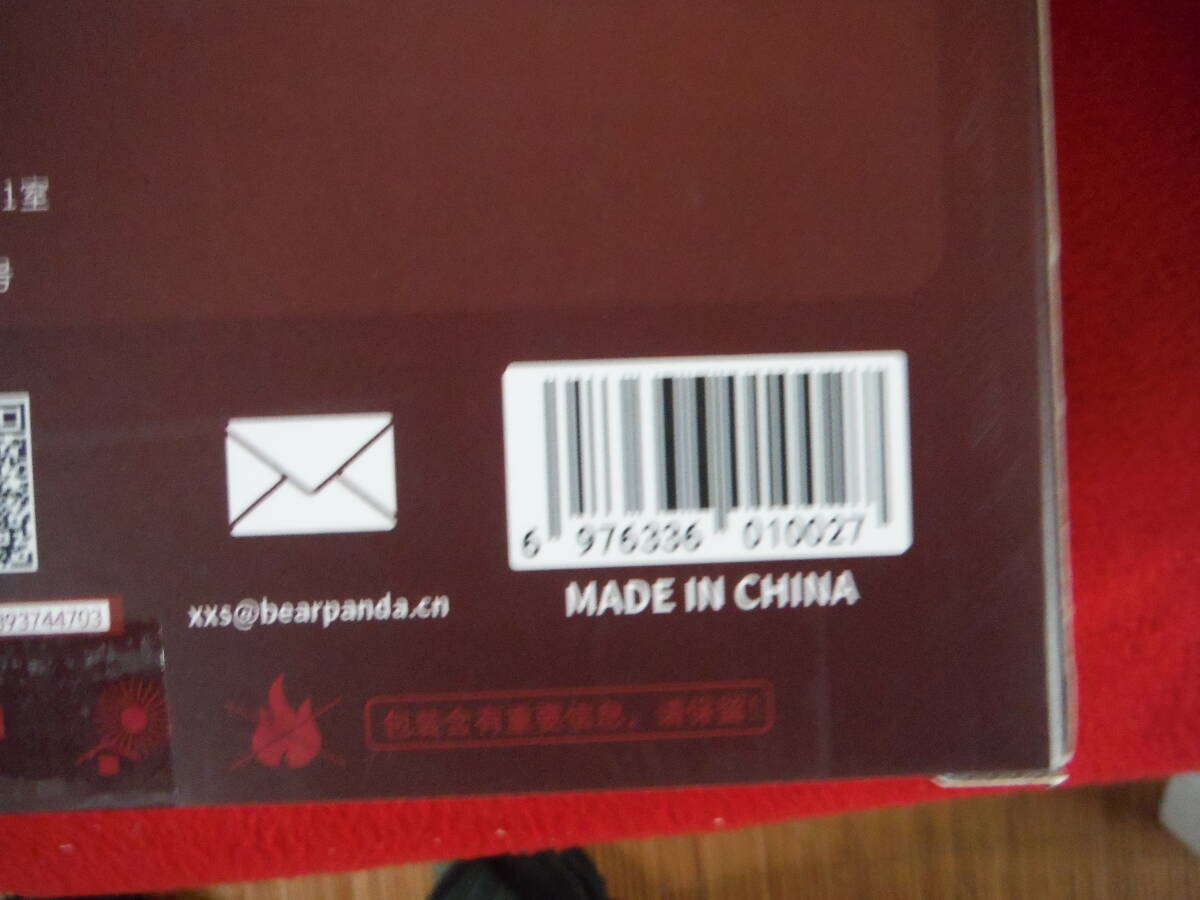 1室
号
6 976336 010027
MADE IN CHINA
xxs@bearpanda.cn
093744703
包装含有重要信息，请保留！